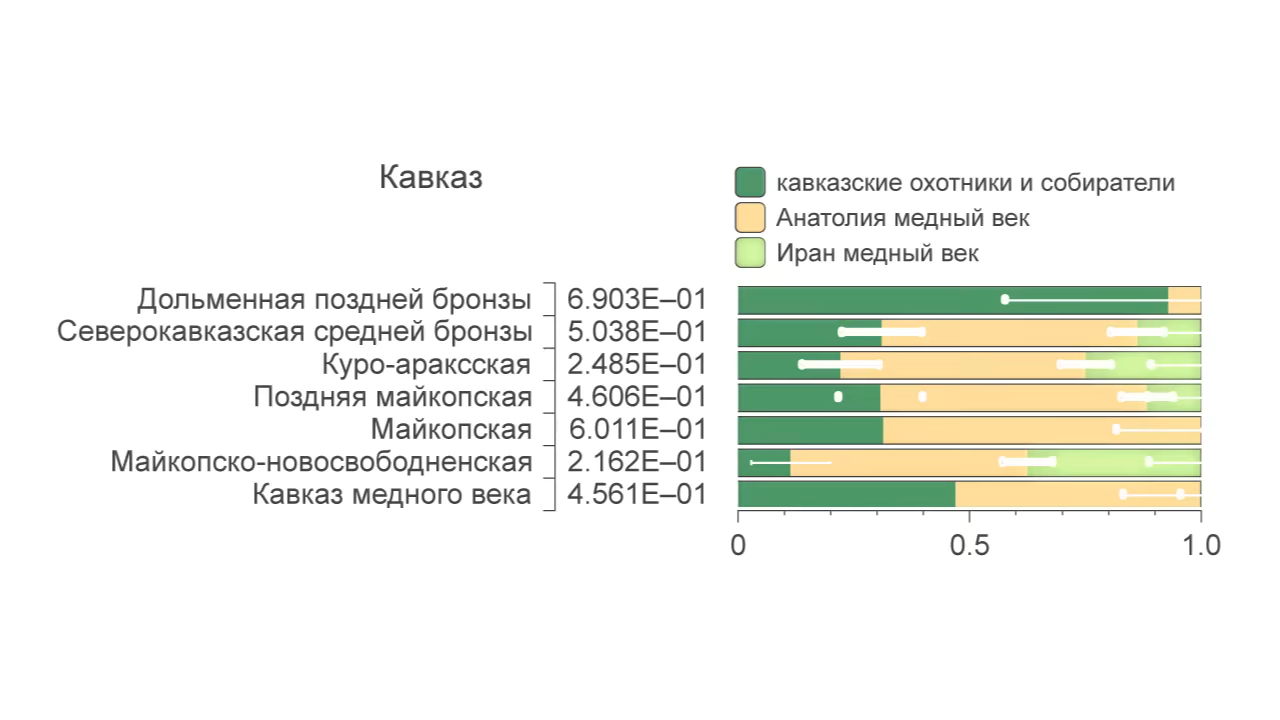 Кавказ
кавказские охотники и собиратели
Анатолия медный век
Иран медный век
Дольменная поздней бронзы 6.903E–01
Северокавказская средней бронзы 5.038E–01
Куро-араксская 2.485E–01
Поздняя майкопская 4.606E–01
Майкопская 6.011E–01
Майкопско-новосвободненская 2.162E–01
Кавказ медного века 4.561E–01
0 0.5 1.0